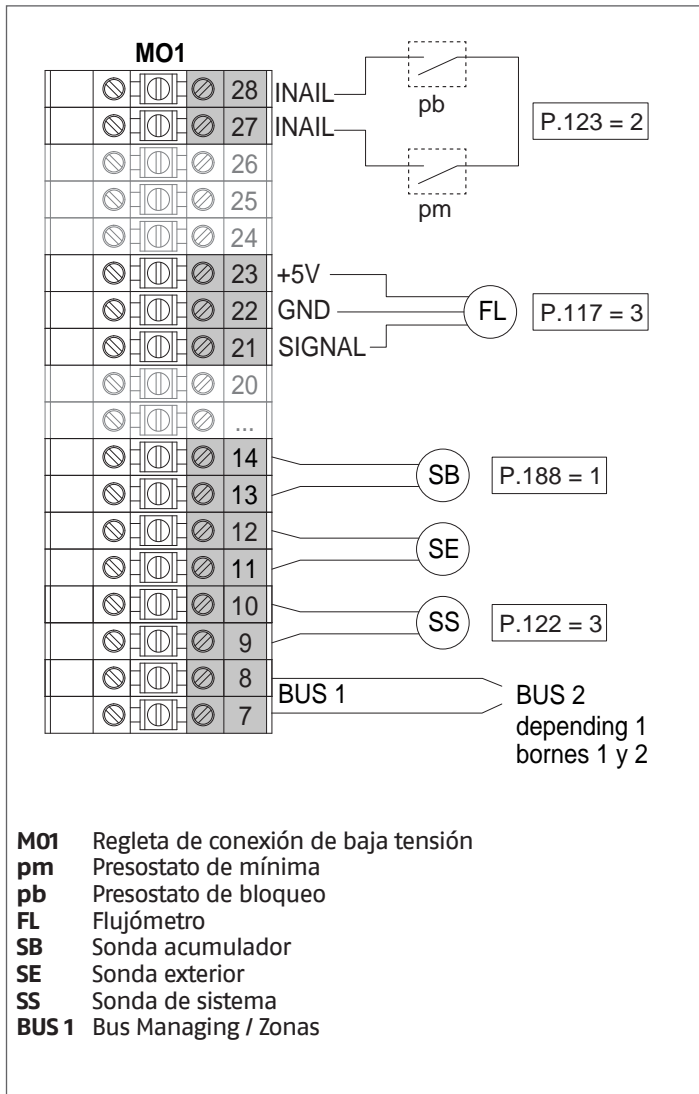 MO1
28 INAIL
pb
27 INAIL
P.123 = 2
26
25
pm
24
23 +5V
22 GND FL P.117 = 3
21 SIGNAL
20
...
14
SB P.188 = 1
13
12
SE
11
10
SS P.122 = 3
9
8
BUS 1 BUS 2
7
depending 1
bornes 1 y 2
M01 Regleta de conexión de baja tensión
pm Presostato de mínima
pb Presostato de bloqueo
FL Flujómetro
SB Sonda acumulador
SE Sonda exterior
SS Sonda de sistema
BUS 1 Bus Managing / Zonas